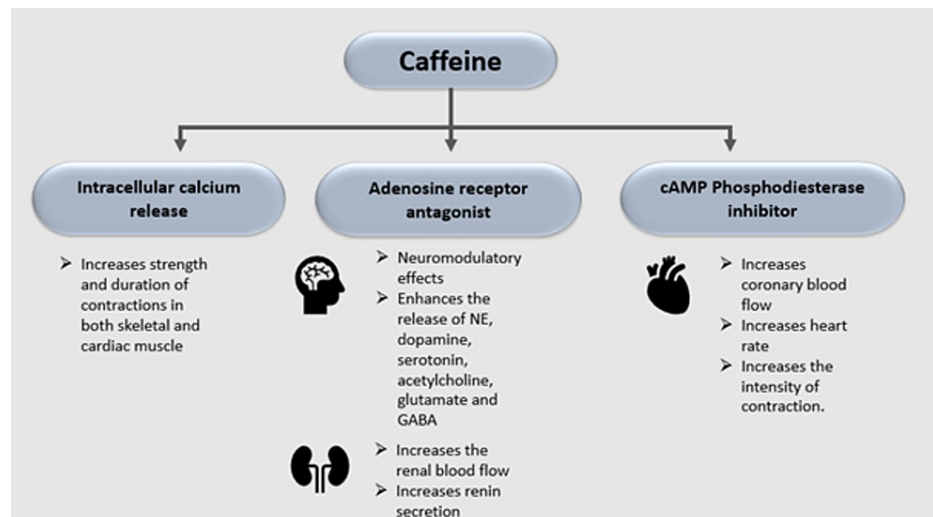 Caffeine
Intracellular calcium
release
➢ Increases strength
and duration of
contractions in
both skeletal and
cardiac muscle
Adenosine receptor
antagonist
➢ Neuromodulatory
effects
➢ Enhances the
release of NE,
dopamine,
serotonin,
acetylcholine,
glutamate and
GABA
➢ Increases the
renal blood flow
➢ Increases renin
secretion
cAMP Phosphodiesterase
inhibitor
➢ Increases
coronary blood
flow
➢ Increases heart
rate
➢ Increases the
intensity of
contraction.